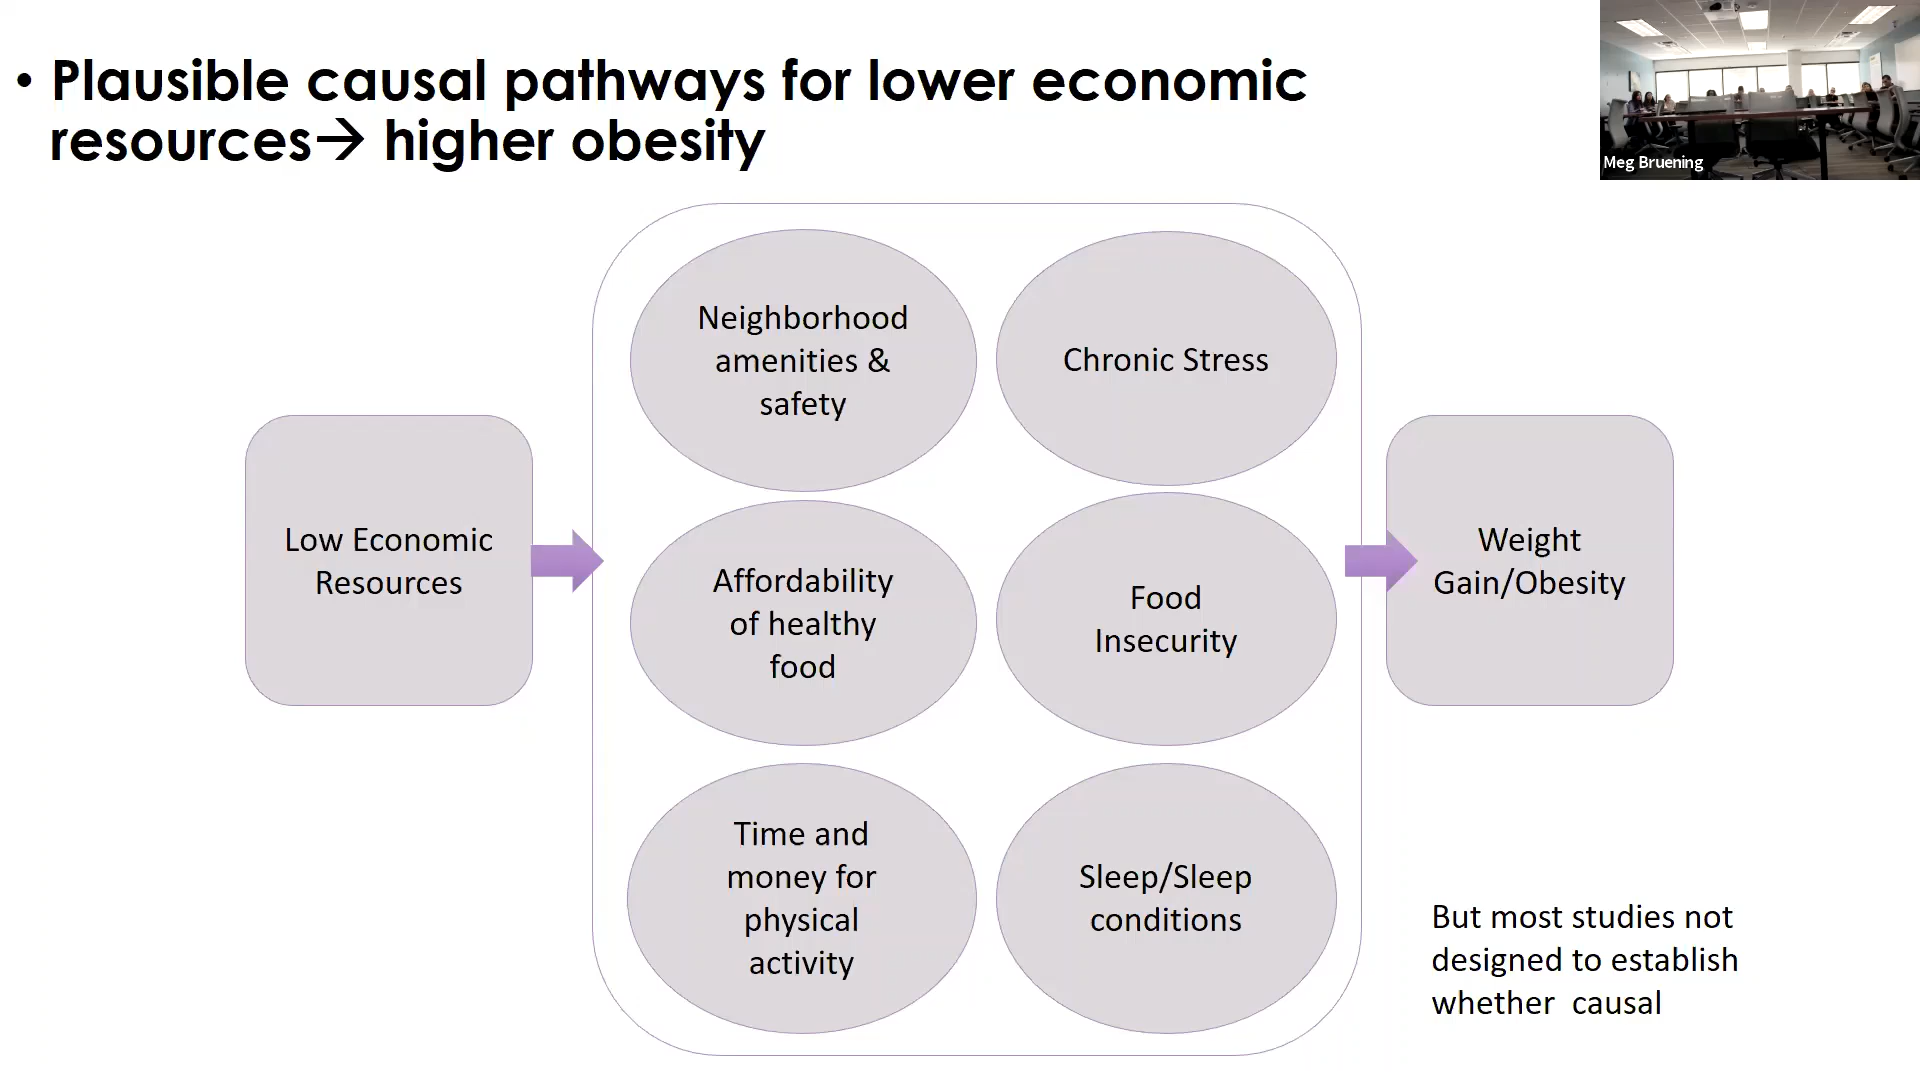 • Plausible causal pathways for lower economic
resources→ higher obesity
Meg Bruening
Neighborhood
amenities &
safety
Chronic Stress
Low Economic
Resources
Affordability
of healthy
food
Food
Insecurity
Weight
Gain/Obesity
Time and
money for
physical
activity
Sleep/Sleep
conditions
But most studies not
designed to establish
whether  causal